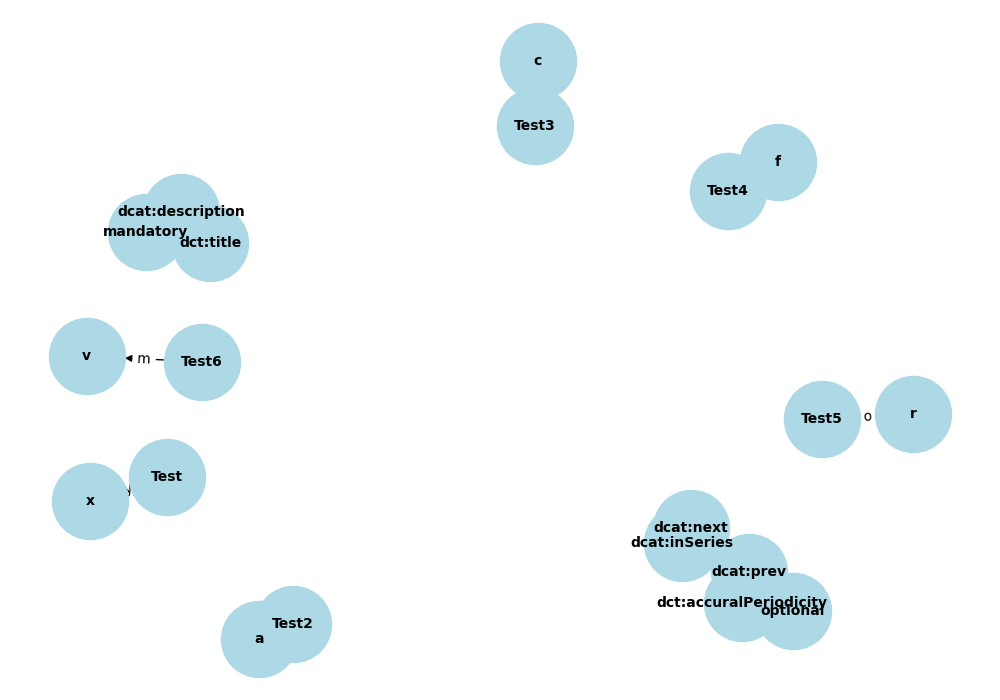 c
Test3
f
Test4
dcat:description
mandatory
dct:title
v
m
Test6
Test5
o
r
Test
x
dcat:next
dcat:inSeries
dcat:prev
dct:accuralPeriodicity
optional
Test2
a